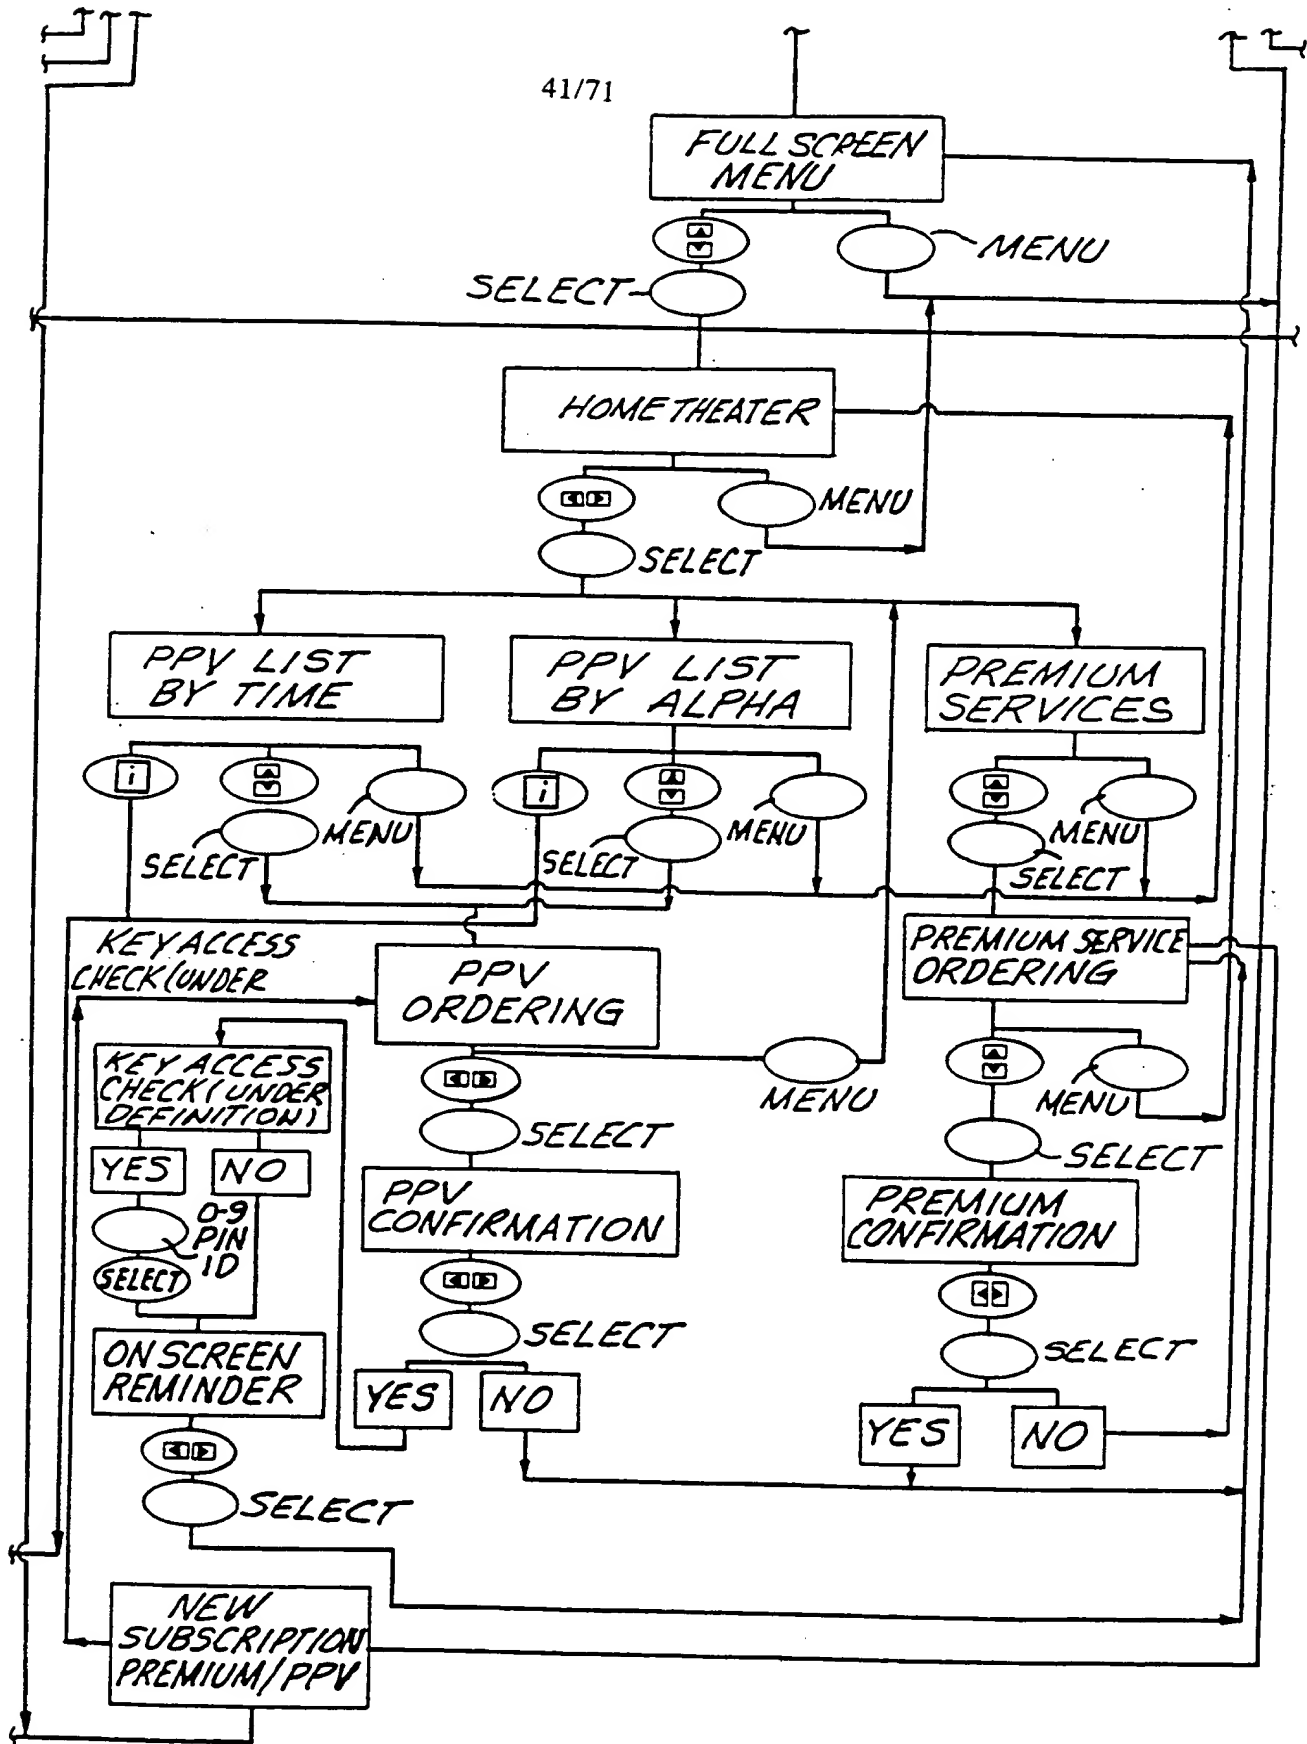 41/71
FULL SCREEN
MENU
MENU
SELECT
HOME THEATER
MENU
SELECT
PPV LIST
BY TIME
PPV LIST
BY ALPHA
PREMIUM
SERVICES
i
i
MENU
MENU
MENU
SELECT
SELECT
SELECT
KEY ACCESS
CHECK (UNDER
PPV
ORDERING
PREMIUM SERVICE
ORDERING
KEY ACCESS
CHECK (UNDER
DEFINITION)
MENU
MENU
SELECT
SELECT
YES
NO
0-9
PIN
ID
SELECT
PPV
CONFIRMATION
PREMIUM
CONFIRMATION
SELECT
SELECT
ON SCREEN
REMINDER
YES
NO
YES
NO
SELECT
NEW
SUBSCRIPTION
PREMIUM/PPV